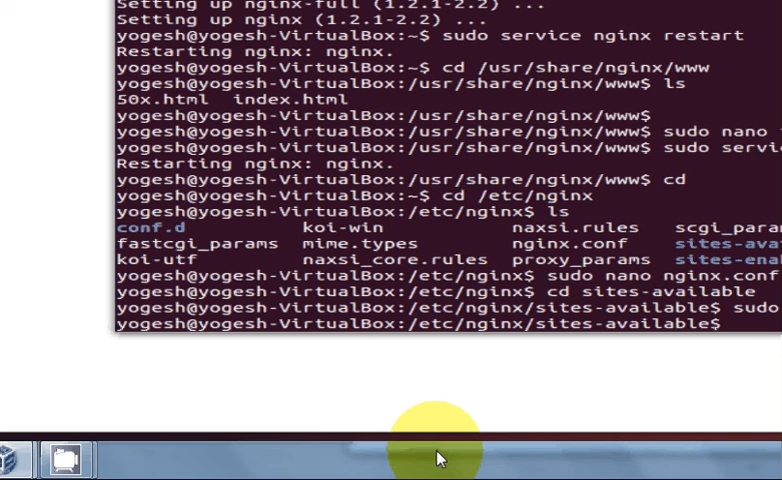 Setting up nginx-full (1.2.1-2.2) ...
Setting up nginx (1.2.1-2.2) ...
yogesh@yogesh-VirtualBox:~$ sudo service nginx restart
Restarting nginx: nginx.
yogesh@yogesh-VirtualBox:~$ cd /usr/share/nginx/www
yogesh@yogesh-VirtualBox:/usr/share/nginx/www$ ls
50x.html  index.html
yogesh@yogesh-VirtualBox:/usr/share/nginx/www$
yogesh@yogesh-VirtualBox:/usr/share/nginx/www$ sudo nano
yogesh@yogesh-VirtualBox:/usr/share/nginx/www$ sudo servi
Restarting nginx: nginx.
yogesh@yogesh-VirtualBox:/usr/share/nginx/www$ cd
yogesh@yogesh-VirtualBox:~$ cd /etc/nginx
yogesh@yogesh-VirtualBox:/etc/nginx$ ls
conf.d koi-win naxsi.rules scgi_para
fastcgi_params mime.types nginx.conf sites-ava
koi-utf naxsi_core.rules proxy_params sites-ena
yogesh@yogesh-VirtualBox:/etc/nginx$ sudo nano nginx.conf
yogesh@yogesh-VirtualBox:/etc/nginx$ cd sites-available
yogesh@yogesh-VirtualBox:/etc/nginx/sites-available$ sudo
yogesh@yogesh-VirtualBox:/etc/nginx/sites-available$